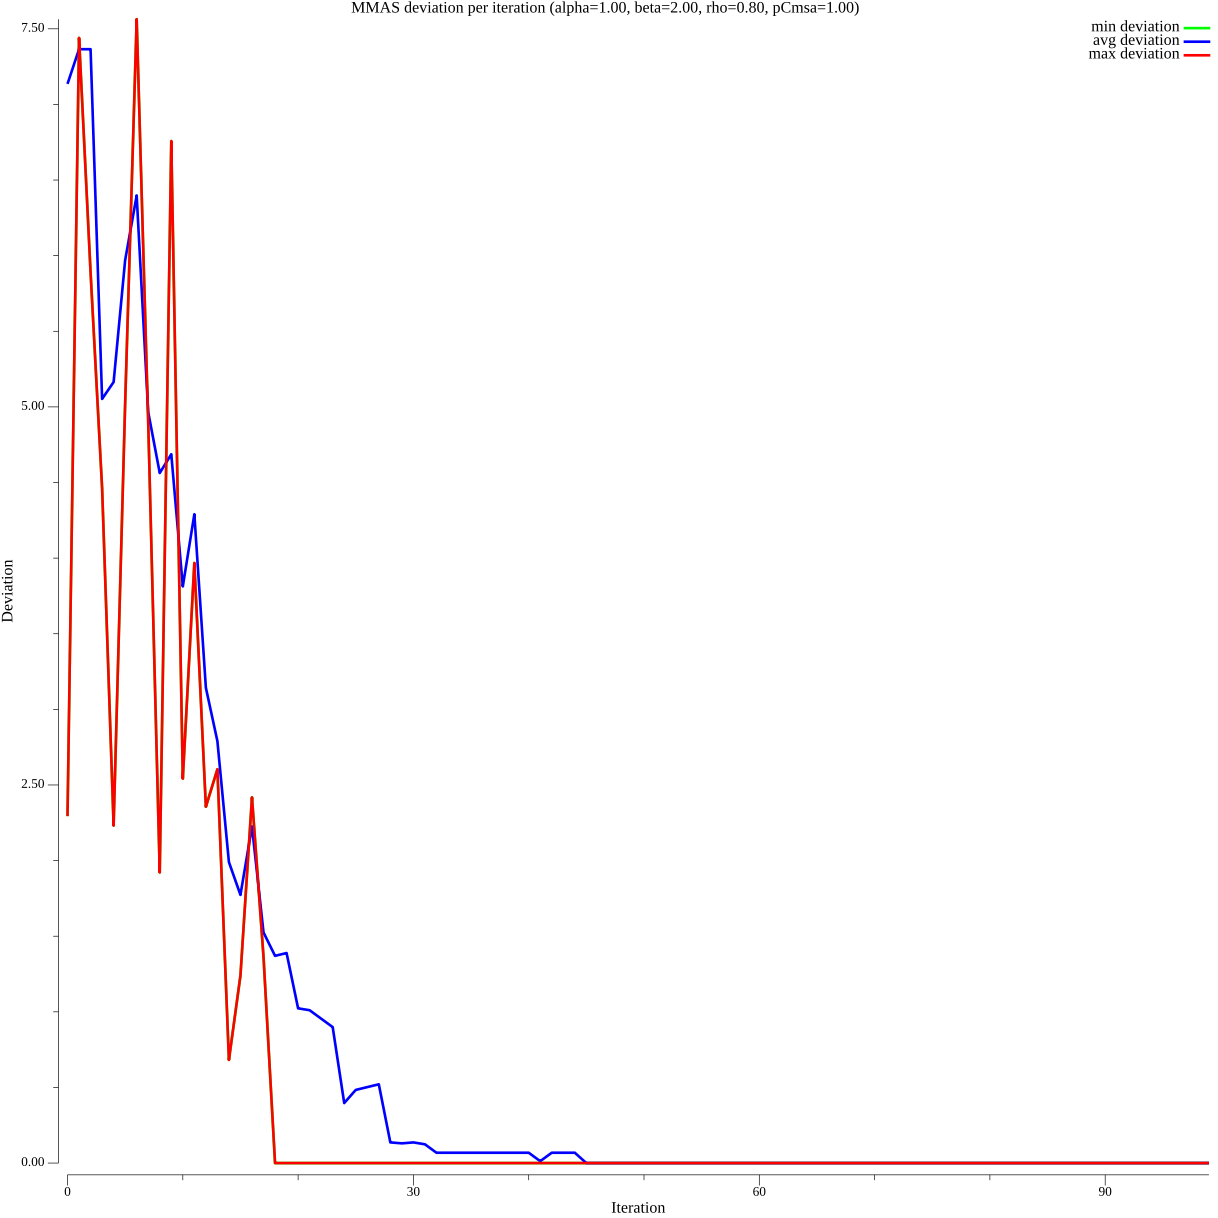 MMAS deviation per iteration (alpha=1.00, beta=2.00, rho=0.80, pCmsa=1.00)
min deviation
avg deviation
max deviation
7.50
5.00
2.50
0.00
Deviation
0 30 60 90
Iteration